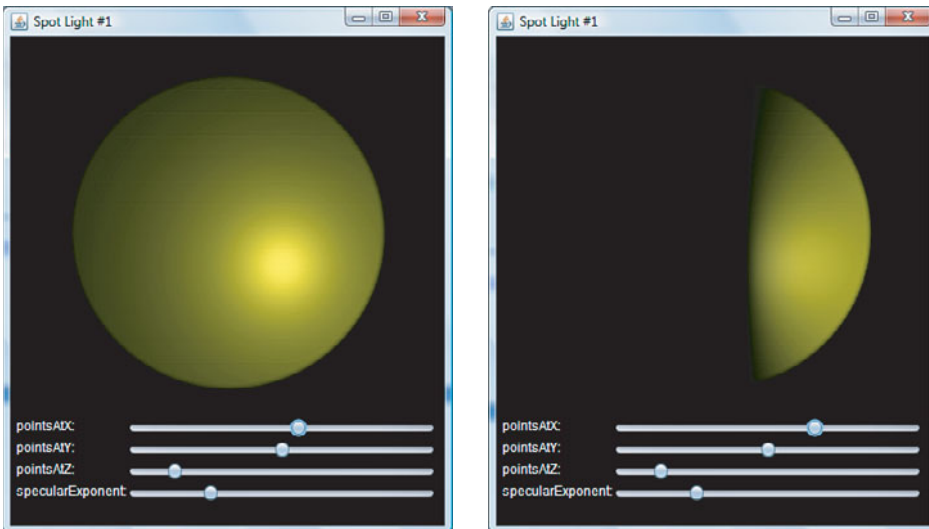 Spot Light #1
pointsAtX:
pointsAtY:
pointsAtZ:
specularExponent:
Spot Light #1
pointsAtX:
pointsAtY:
pointsAtZ:
specularExponent: